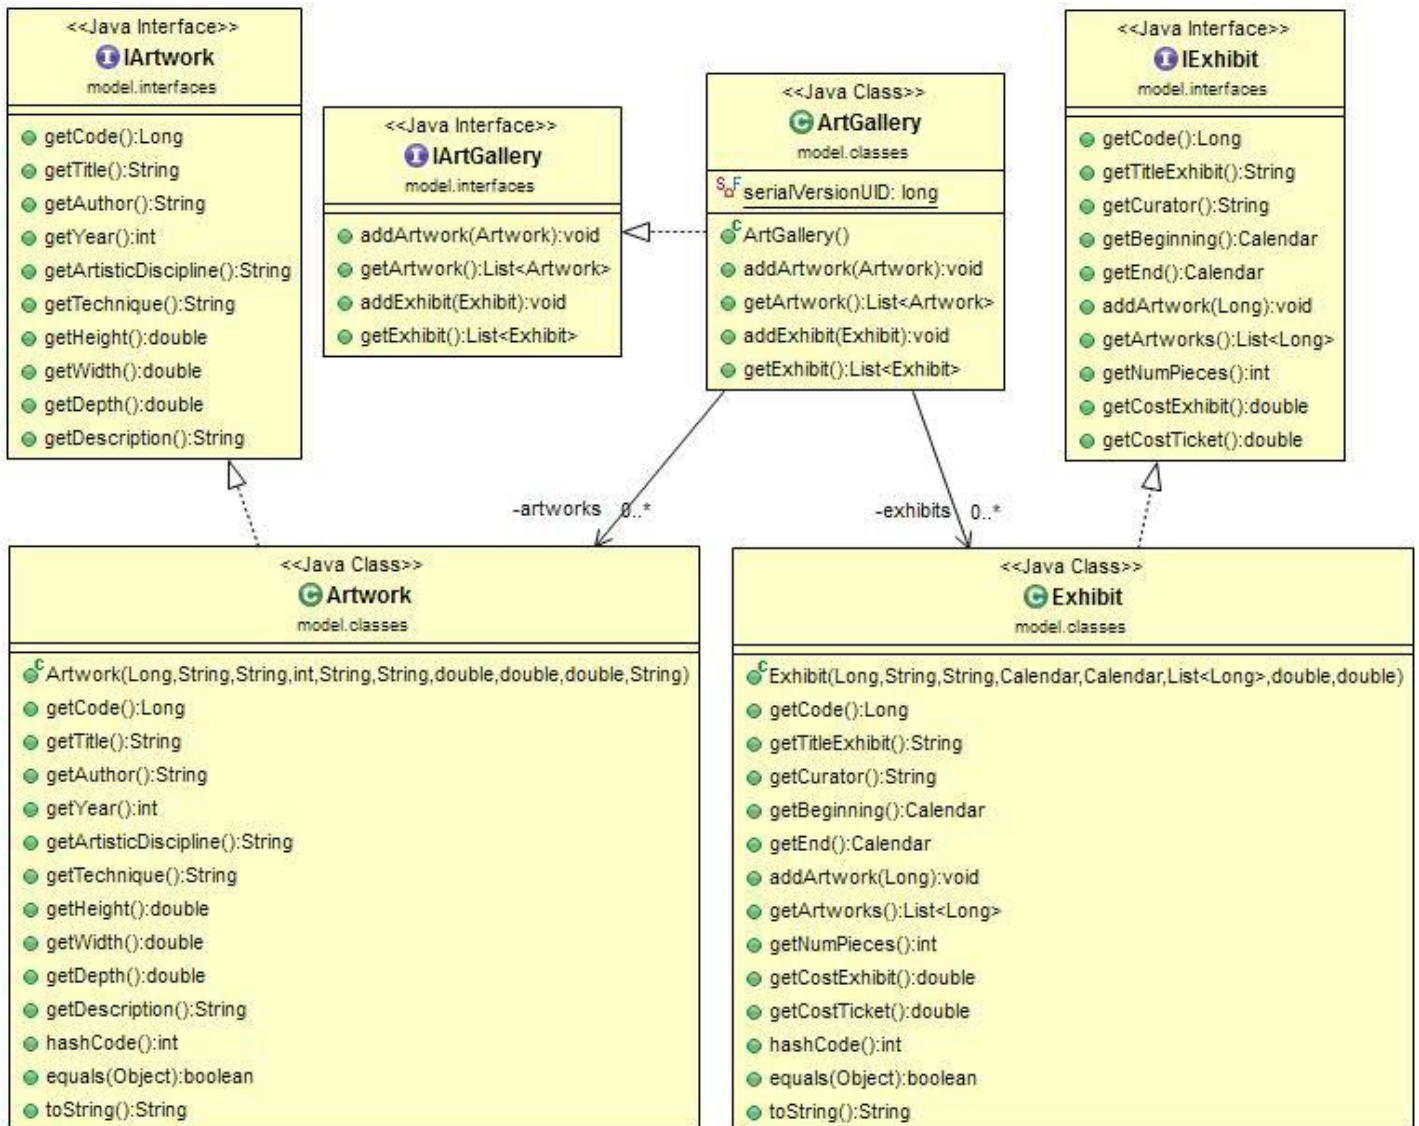 <<Java Interface>>
IArtwork
model.interfaces
getCode():Long
getTitle():String
getAuthor():String
getYear():int
getArtisticDiscipline():String
getTechnique():String
getHeight():double
getWidth():double
getDepth():double
getDescription():String
<<Java Interface>>
IArtGallery
model.interfaces
addArtwork(Artwork):void
getArtwork():List<Artwork>
addExhibit(Exhibit):void
getExhibit():List<Exhibit>
<<Java Class>>
ArtGallery
model.classes
SF serialVersionUID: long
C ArtGallery()
addArtwork(Artwork):void
getArtwork():List<Artwork>
addExhibit(Exhibit):void
getExhibit():List<Exhibit>
<<Java Interface>>
IExhibit
model.interfaces
getCode():Long
getTitleExhibit():String
getCurator():String
getBeginning():Calendar
getEnd():Calendar
addArtwork(Long):void
getArtworks():List<Long>
getNumPieces():int
getCostExhibit():double
getCostTicket():double
-artworks 0..*
-exhibits 0..*
<<Java Class>>
C Artwork
model.classes
C Artwork(Long,String,String,int,String,String,double,double,double,String)
getCode():Long
getTitle():String
getAuthor():String
getYear():int
getArtisticDiscipline():String
getTechnique():String
getHeight():double
getWidth():double
getDepth():double
getDescription():String
hashCode():int
equals(Object):boolean
toString():String
<<Java Class>>
C Exhibit
model.classes
C Exhibit(Long,String,String,Calendar,Calendar,List<Long>,double,double)
getCode():Long
getTitleExhibit():String
getCurator():String
getBeginning():Calendar
getEnd():Calendar
addArtwork(Long):void
getArtworks():List<Long>
getNumPieces():int
getCostExhibit():double
getCostTicket():double
hashCode():int
equals(Object):boolean
toString():String